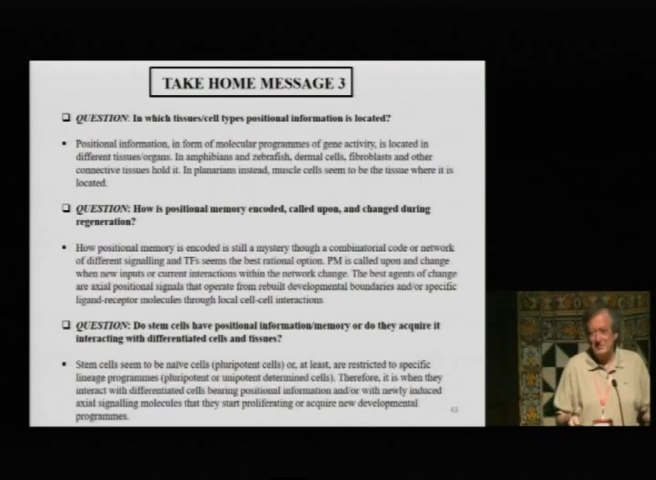 TAKE HOME MESSAGE 3
QUESTION: In which tissues/cell types positional information is located?
Positional information, in form of molecular programmes of gene activity, is located in
different tissues/organs. In amphibians and zebrafish, dermal cells, fibroblasts and other
connective tissues hold it. In planarians instead, muscle cells seem to be the tissue where it is
located.
QUESTION: How is positional memory encoded, called upon, and changed during
regeneration?
How positional memory is encoded is still a mystery though a combinatorial code or network
of different signalling and TFs seems the best rational option. PM is called upon and change
when new inputs or current interactions within the network change. The best agents of change
are axial positional signals that operate from rebuilt developmental boundaries and/or specific
ligand-receptor molecules through local cell-cell interactions
QUESTION: Do stem cells have positional information/memory or do they acquire it
interacting with differentiated cells and tissues?
Stem cells seem to be naïve cells (pluripotent cells) or, at least, are restricted to specific
lineage programmes (pluripotent or unipotent determined cells). Therefore, it is when they
interact with differentiated cells bearing positional information and/or with newly induced
axial signalling molecules that they start proliferating or acquire new developmental
programmes.
43